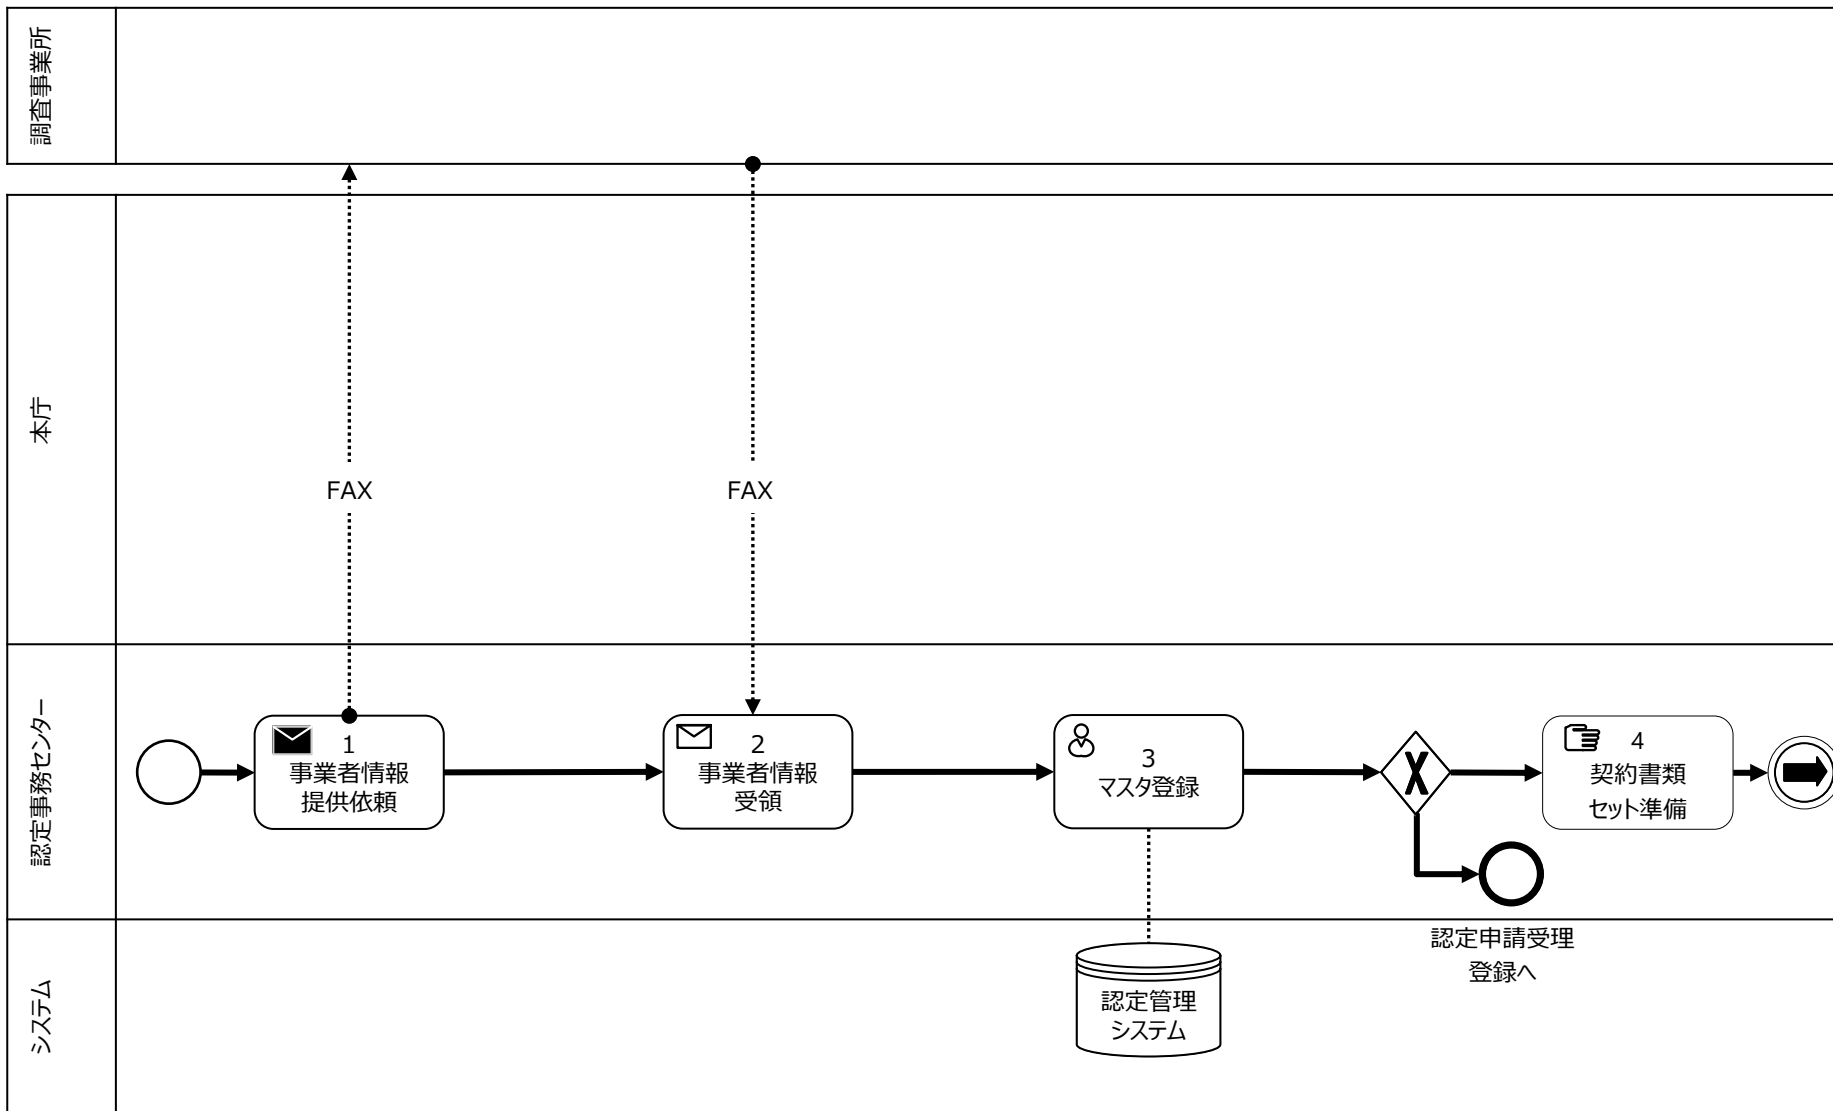 調査事業所
本庁
FAX
FAX
認定事務センター
1
事業者情報
提供依頼
2
事業者情報
受領
3
マスタ登録
X
4
契約書類
セット準備
認定申請受理
登録へ
システム
認定管理
システム